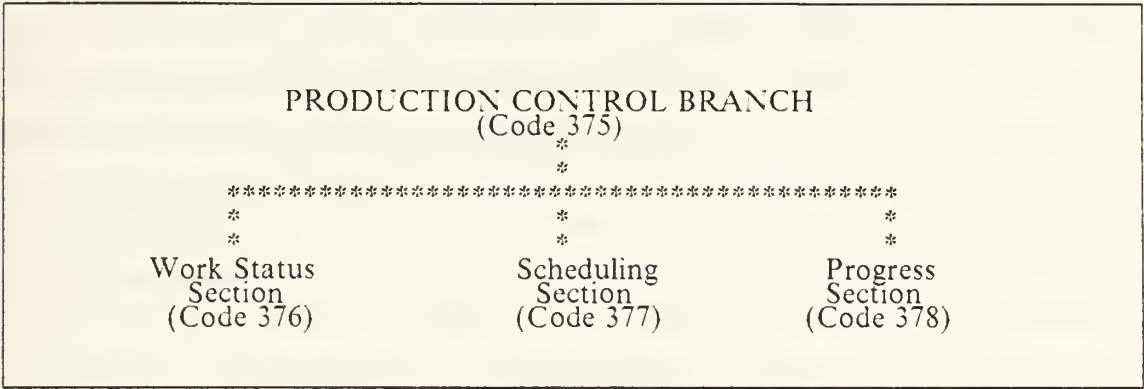 PRODUCTION CONTROL BRANCH
(Code 375)
*
*
********************************************
* * *
* * *
Work Status Scheduling Progress
Section Section Section
(Code 376) (Code 377) (Code 378)